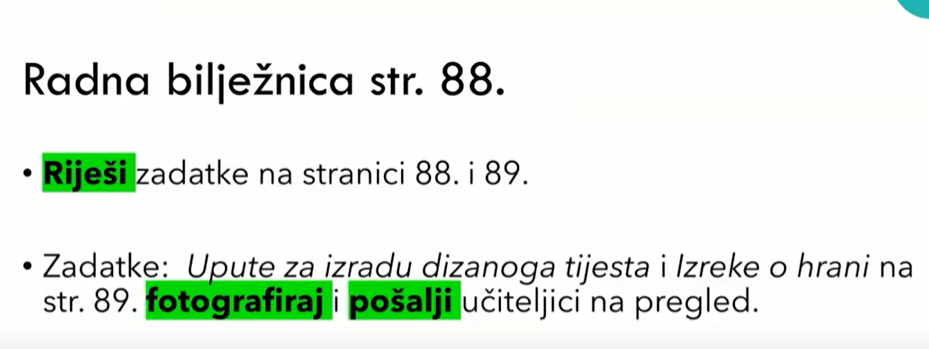 Radna bilježnica str. 88.
• Riješi zadatke na stranici 88. i 89.
• Zadatke: Upute za izradu dizanoga tijesta i Izreke o hrani na
str. 89. fotografiraj i pošalji učiteljici na pregled.